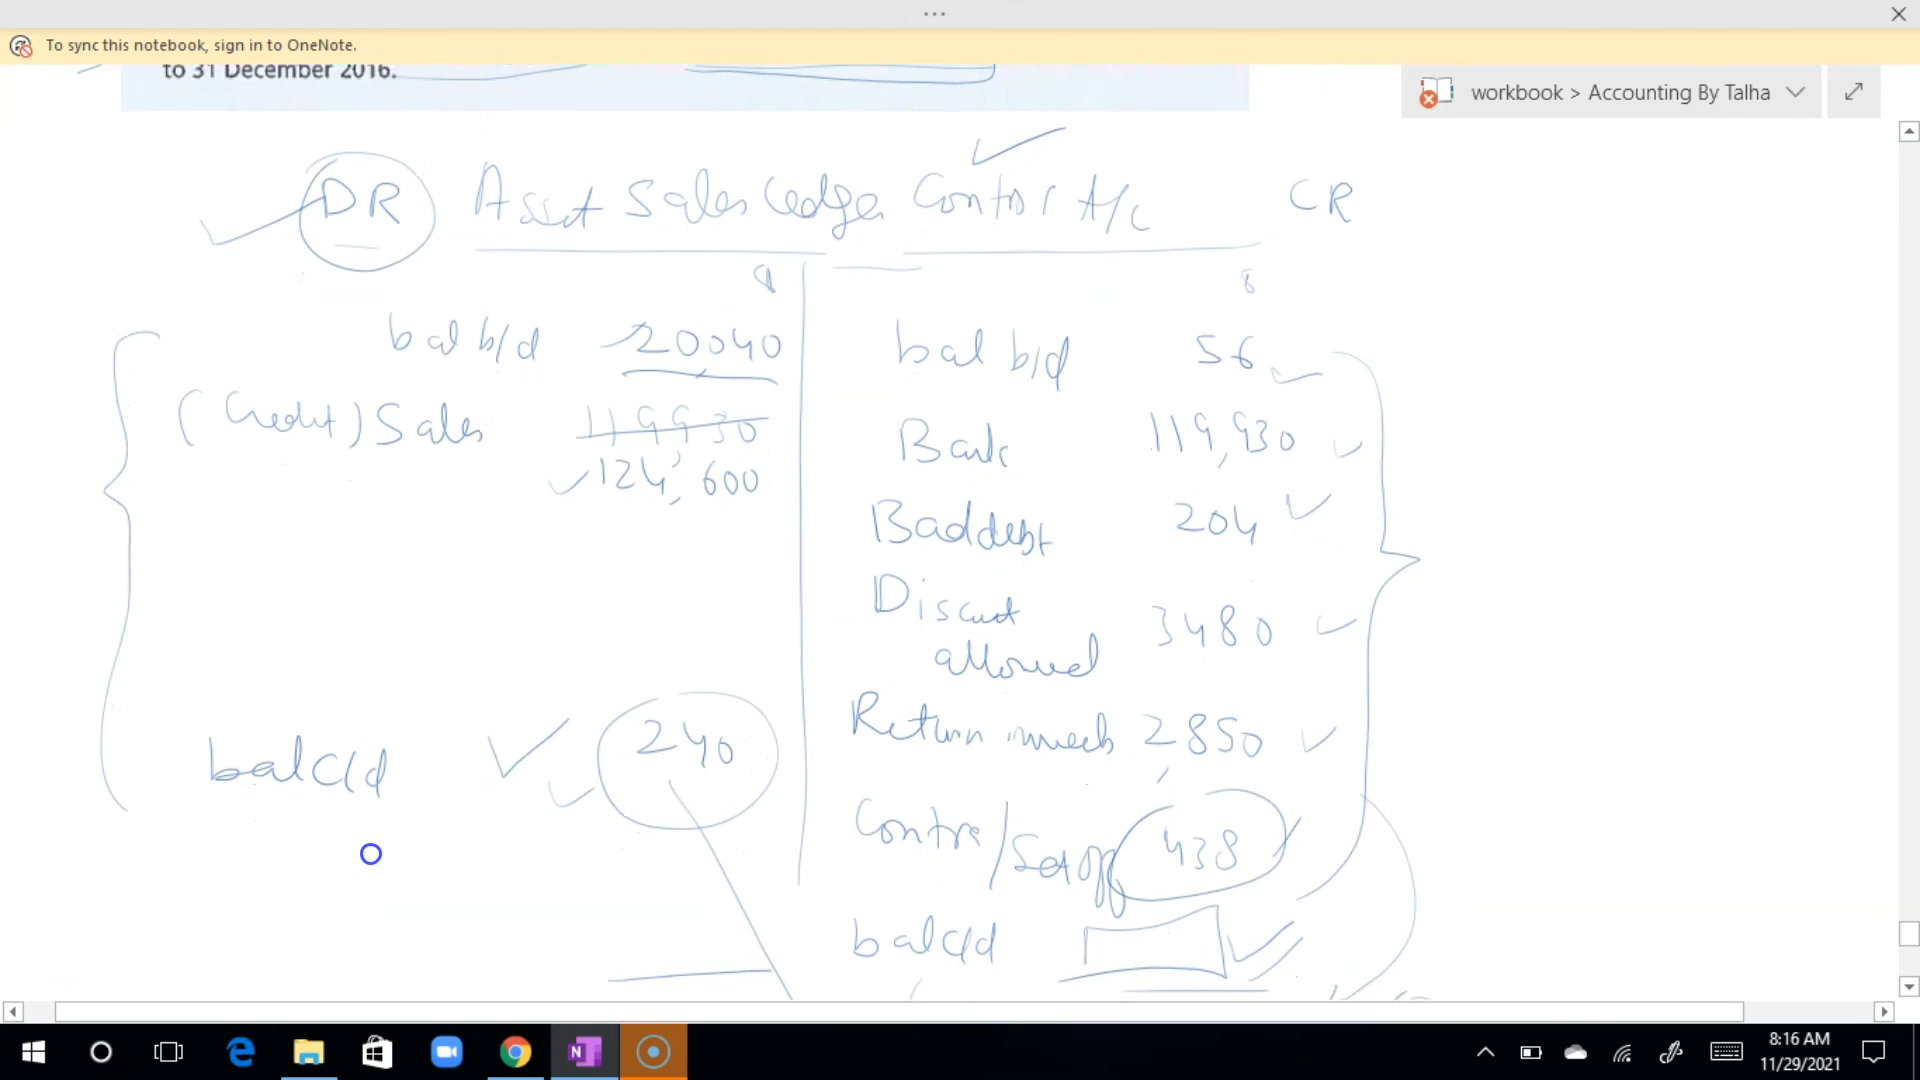 To sync this notebook, sign in to OneNote.
to 31 December 2016.
workbook > Accounting By Talha
DR Asset Sales Ledger Control A/C CR
bal b/d 20040
(Credit) Sales 119930
124,600
bal c/d 240
bal b/d 56
Bank 119,930
Bad debt 204
Discount
allowed 3480
Return 2850
Contra/Set off 438
bal c/d
8:16 AM
11/29/2021